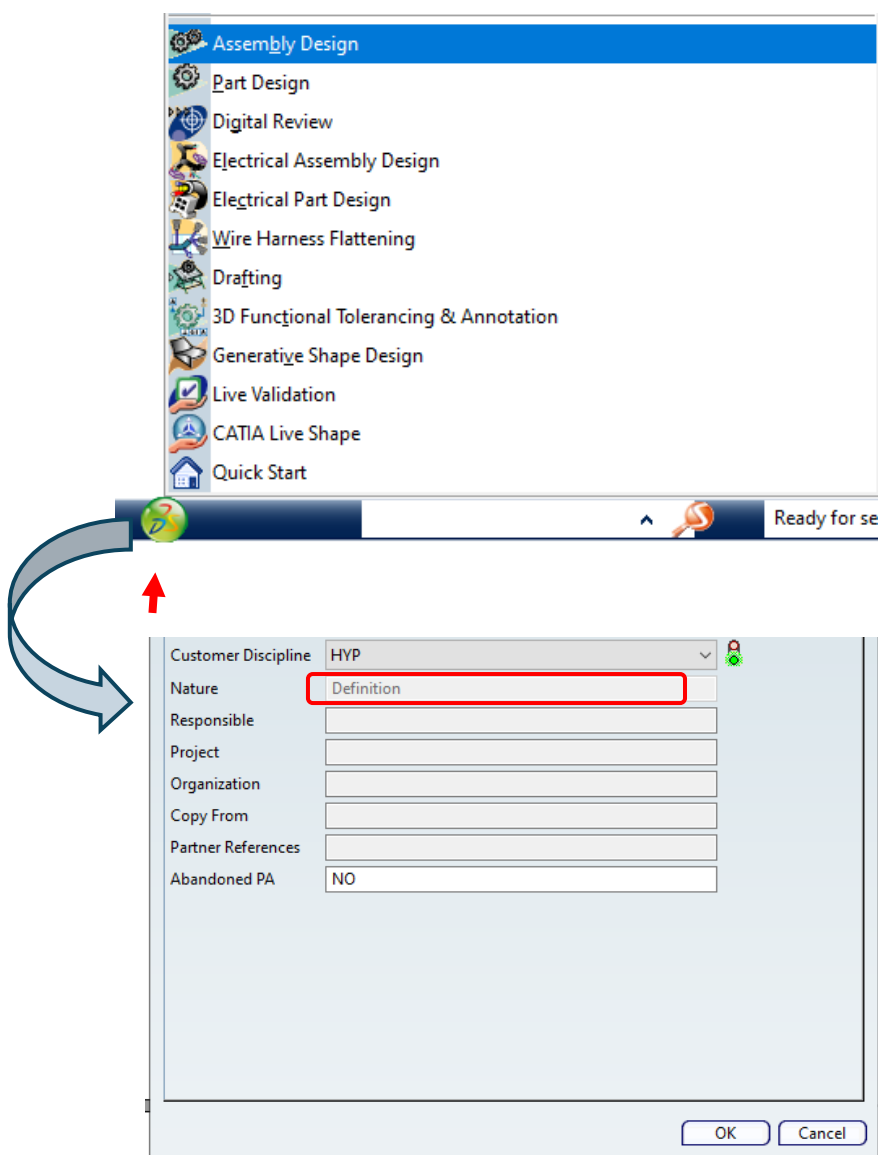 Assembly Design
Part Design
Digital Review
Electrical Assembly Design
Electrical Part Design
Wire Harness Flattening
Drafting
3D Functional Tolerancing & Annotation
Generative Shape Design
Live Validation
CATIA Live Shape
Quick Start
Ready for se
Customer Discipline HYP
Nature Definition
Responsible
Project
Organization
Copy From
Partner References
Abandoned PA NO
OK Cancel